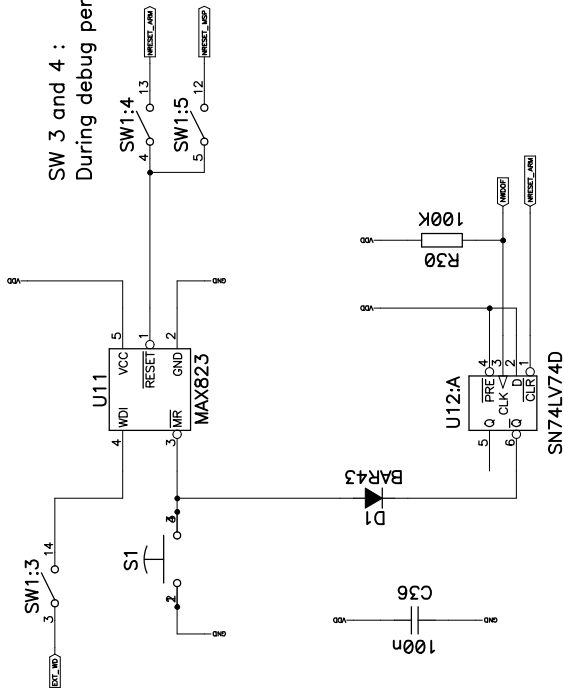 SW 3 and 4 :
During debug per
NRESET_ARM
NRESET_MSP
13
12
SW1:4
SW1:5
4
5
VDD
GND
U11
4
WDI
VCC
5
RESET
1
3
MR
GND
2
MAX823
SW1:3
3
14
EXT_WD
S1
2
GND
D1
BAR43
VDD
C36
100n
GND
VDD
R30
100K
VDD
NWDOF
NRESET_ARM
U12:A
5
Q
PRE
4
CLK
3
D
2
6
Q
CLR
1
SN74LV74D